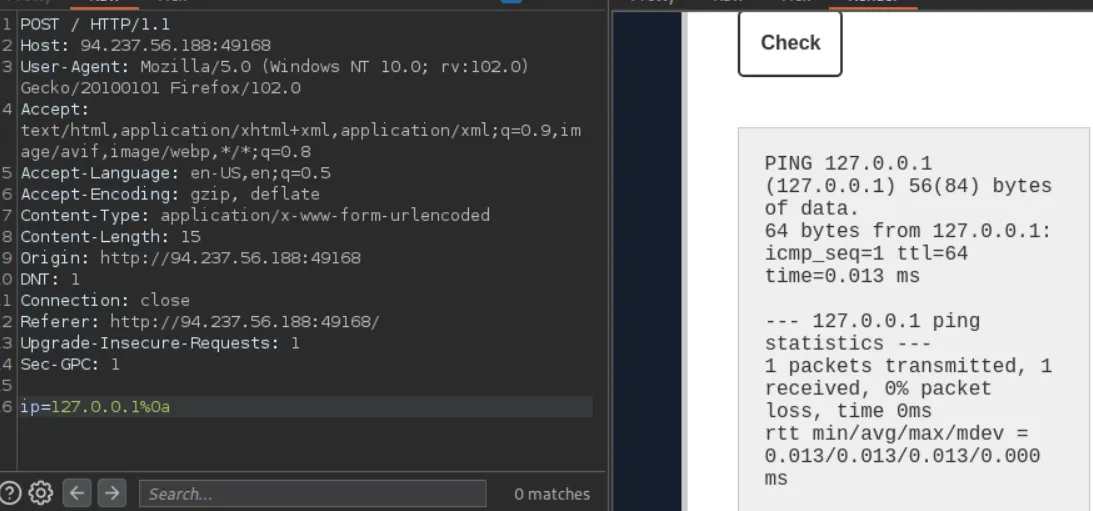 1 POST / HTTP/1.1
2 Host: 94.237.56.188:49168
3 User-Agent: Mozilla/5.0 (Windows NT 10.0; rv:102.0)
Gecko/20100101 Firefox/102.0
4 Accept:
text/html,application/xhtml+xml,application/xml;q=0.9,im
age/avif,image/webp,*/*;q=0.8
5 Accept-Language: en-US,en;q=0.5
6 Accept-Encoding: gzip, deflate
7 Content-Type: application/x-www-form-urlencoded
8 Content-Length: 15
9 Origin: http://94.237.56.188:49168
0 DNT: 1
1 Connection: close
2 Referer: http://94.237.56.188:49168/
3 Upgrade-Insecure-Requests: 1
4 Sec-GPC: 1
5
6 ip=127.0.0.1%0a
Search...
0 matches
Check
PING 127.0.0.1
(127.0.0.1) 56(84) bytes
of data.
64 bytes from 127.0.0.1:
icmp_seq=1 ttl=64
time=0.013 ms
--- 127.0.0.1 ping
statistics ---
1 packets transmitted, 1
received, 0% packet
loss, time 0ms
rtt min/avg/max/mdev =
0.013/0.013/0.013/0.000
ms